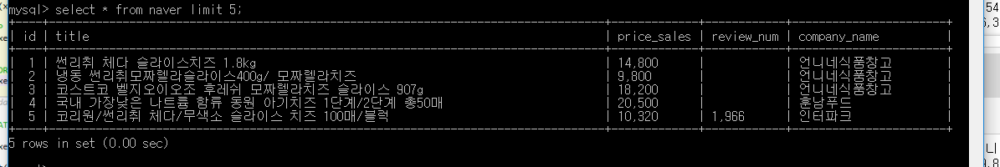 mysql> select * from naver limit 5;
| id | title | price_sales | review_num | company_name |
| 1 | 썬리취 체다 슬라이스치즈 1.8kg | 14,800 | | 언니네식품창고 |
| 2 | 냉동 썬리취모짜렐라슬라이스400g/ 모짜렐라치즈 | 9,800 | | 언니네식품창고 |
| 3 | 코스트코 벨지오이오조 후레쉬 모짜렐라치즈 슬라이스 907g | 18,200 | | 언니네식품창고 |
| 4 | 국내 가장낮은 나트륨 함류 동원 아기치즈 1단계/2단계 총50매 | 20,500 | | 훈남푸드 |
| 5 | 코리원/썬리취 체다/무색소 슬라이스 치즈 100매/블럭 | 10,320 | 1,966 | 인터파크 |
5 rows in set (0.00 sec)